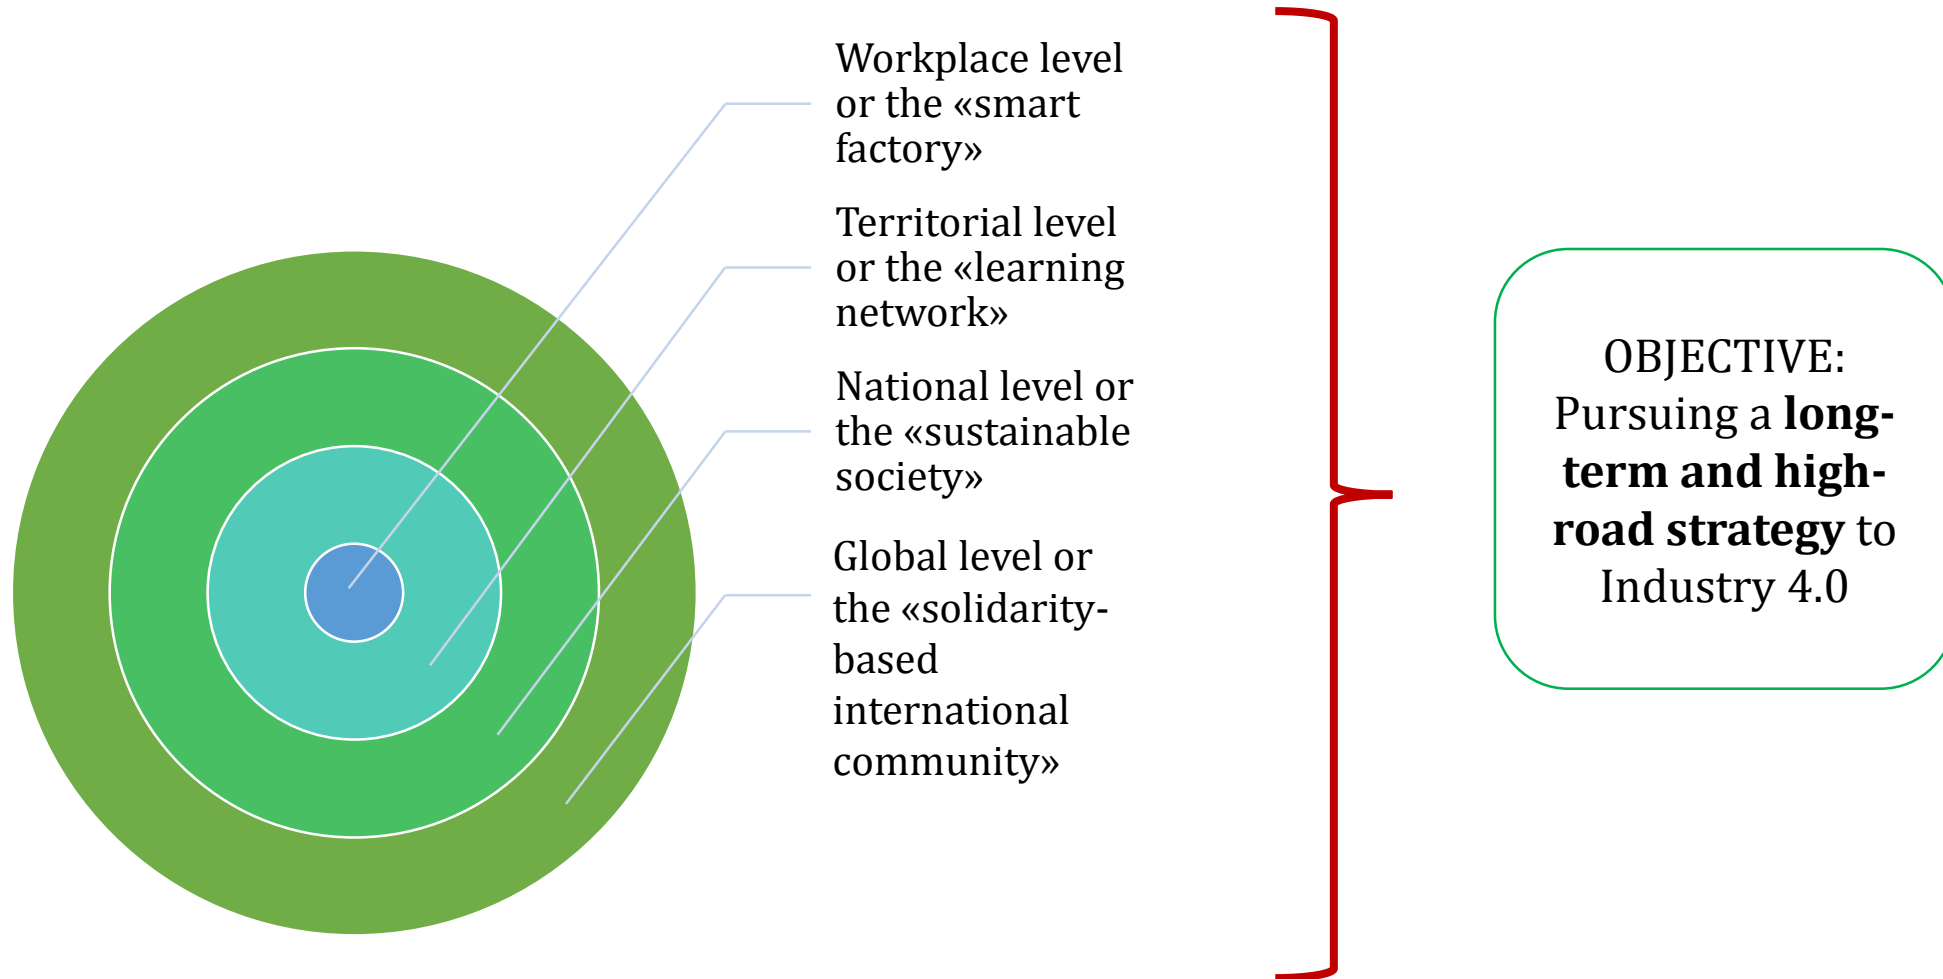 Workplace level
or the «smart
factory»
Territorial level
or the «learning
network»
National level or
the «sustainable
society»
Global level or
the «solidarity-
based
international
community»
OBJECTIVE:
Pursuing a long-
term and high-
road strategy to
Industry 4.0